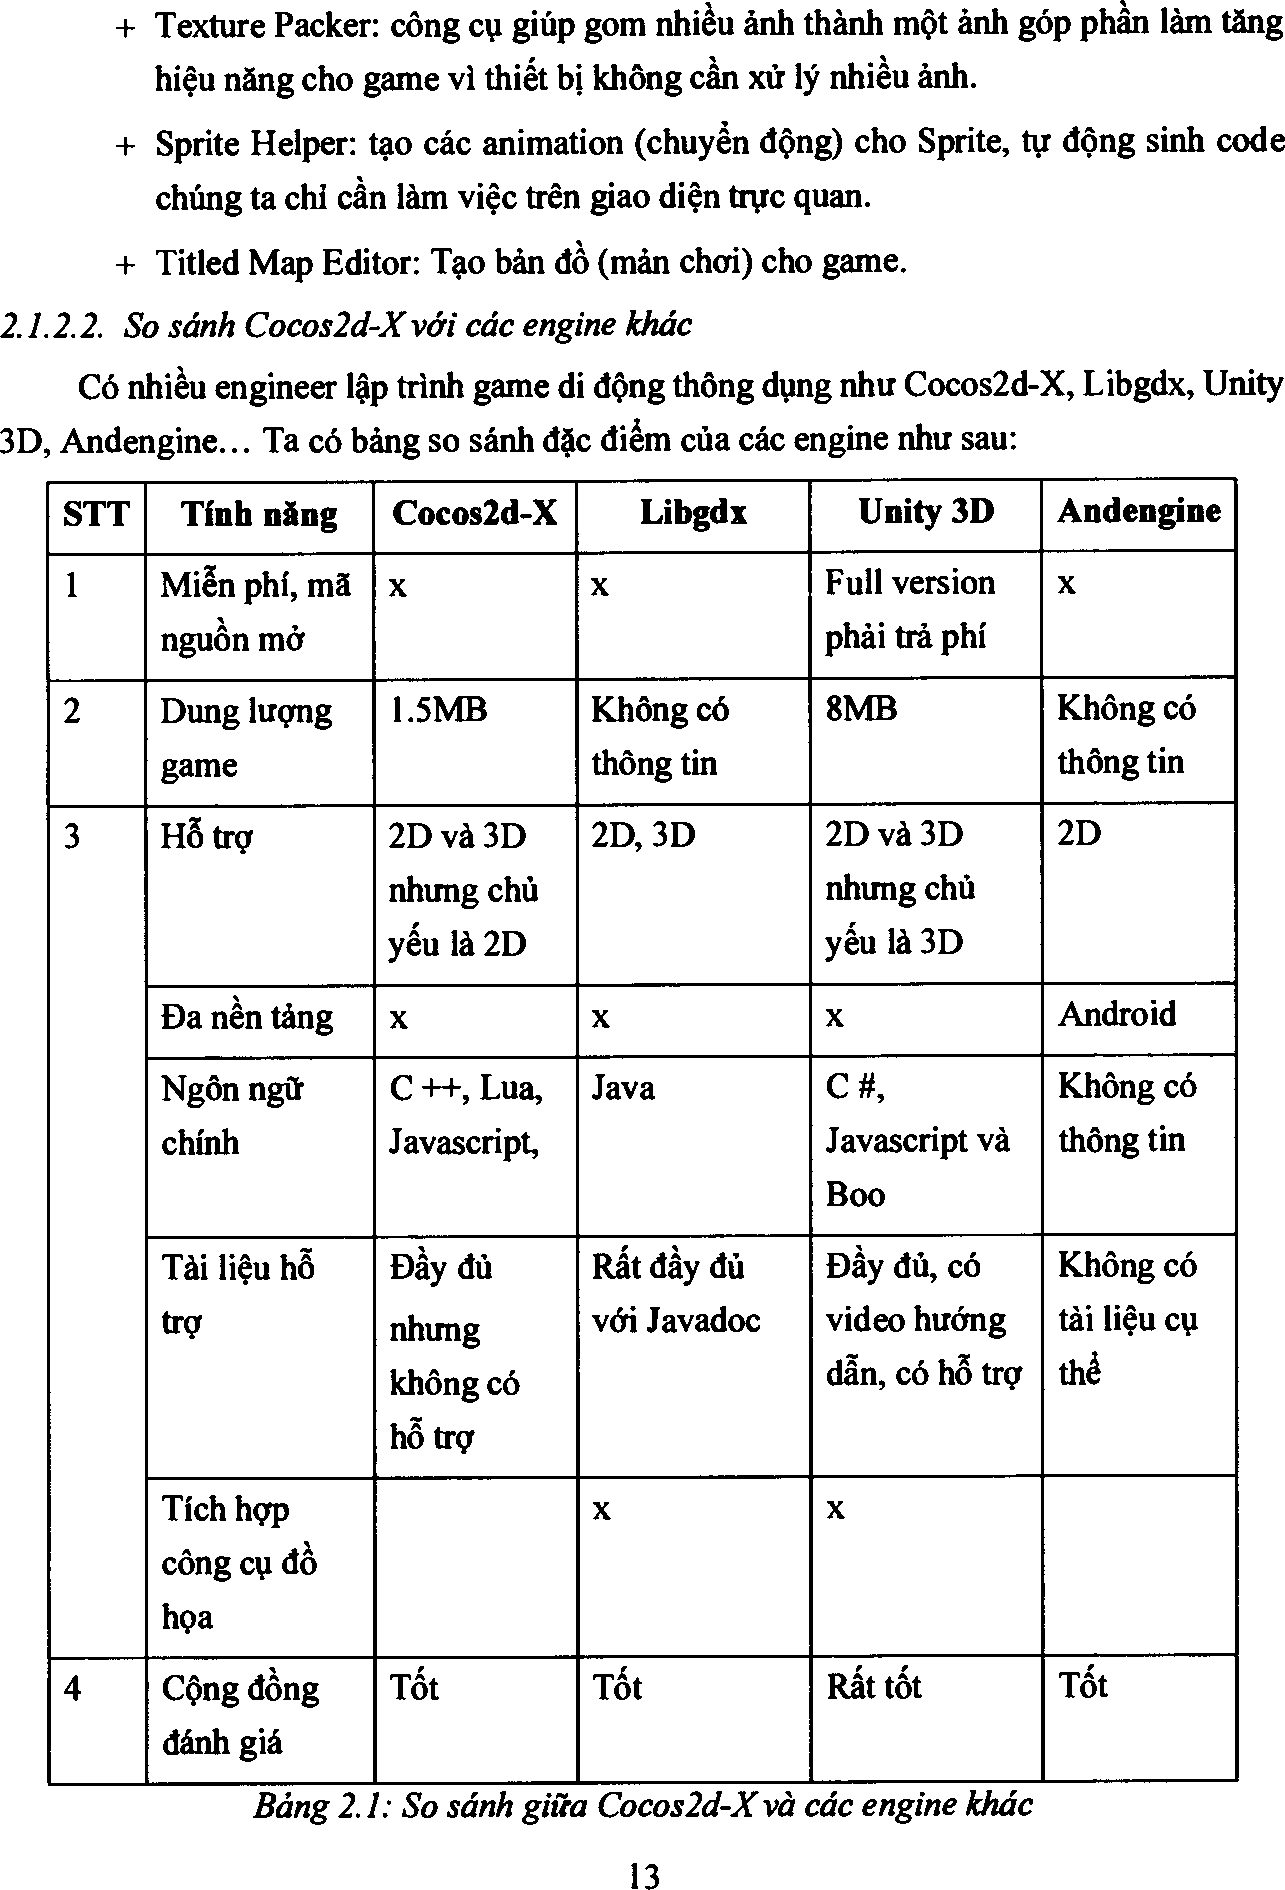 + Texture Packer: công cụ giúp gom nhiều ảnh thành một ảnh góp phần làm tăng
hiệu năng cho game vì thiết bị không cần xử lý nhiều ảnh.
+ Sprite Helper: tạo các animation (chuyển động) cho Sprite, tự động sinh code
chúng ta chỉ cần làm việc trên giao diện trực quan.
+ Titled Map Editor: Tạo bản đồ (mản chơi) cho game.
2.1.2.2. So sánh Cocos2d-X với các engine khác
Có nhiều engineer lập trình game di động thông dụng như Cocos2d-X, Libgdx, Unity
3D, Andengine... Ta có bảng so sánh đặc điểm của các engine như sau:
STT Tính năng Cocos2d-X Libgdx Unity 3D Andengine
1 Miễn phí, mã x x Full version x
nguồn mở phải trả phí
2 Dung lượng 1.5MB Không có 8MB Không có
game thông tin thông tin
3 Hỗ trợ 2D và 3D 2D, 3D 2D và 3D 2D
nhưng chủ nhưng chủ
yếu là 2D yếu là 3D
Đa nền tảng x x x Android
Ngôn ngữ C ++, Lua, Java C #, Không có
chính Javascript, Javascript và thông tin
Boo
Tài liệu hỗ Đầy đủ Rất đầy đủ Đầy đủ, có Không có
trợ nhưng với Javadoc video hướng tài liệu cụ
không có dẫn, có hỗ trợ thể
hỗ trợ
Tích hợp x x
công cụ đồ
họa
4 Cộng đồng Tốt Tốt Rất tốt Tốt
đánh giá
Bảng 2.1: So sánh giữa Cocos2d-X và các engine khác
13